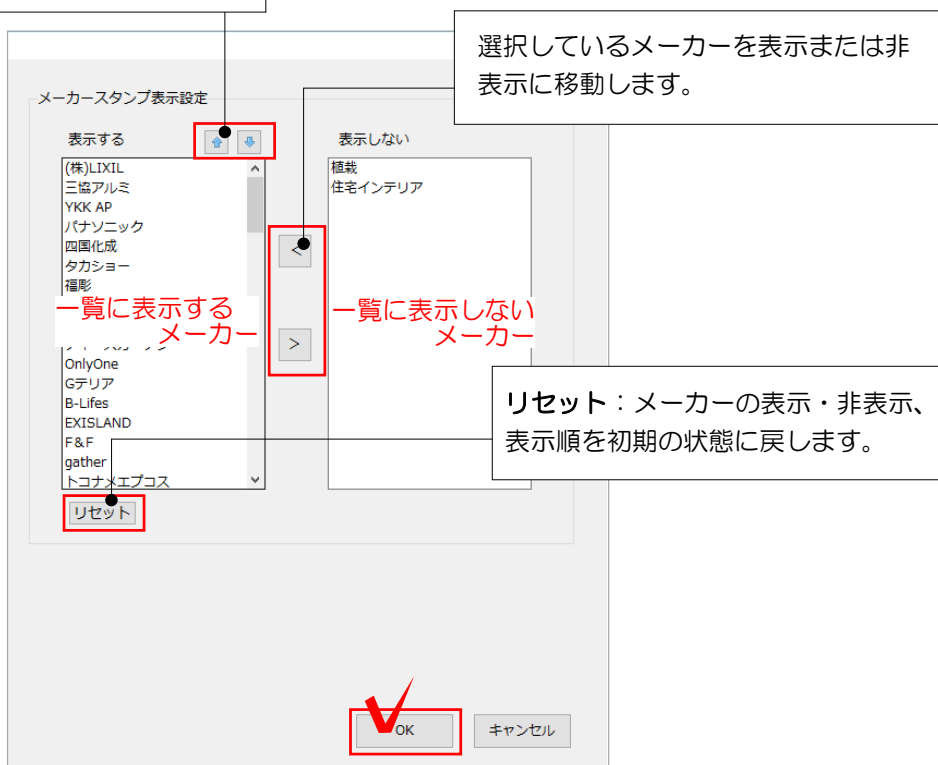 選択しているメーカーを表示または非
表示に移動します。
メーカースタンプ表示設定
表示する
表示しない
(株)LIXIL
三協アルミ
YKK AP
パナソニック
四国化成
タカショー
福彫
一覧に表示する
メーカー
OnlyOne
Gテリア
B-Lifes
EXISLAND
F&F
gather
トコナメエプコス
植栽
住宅インテリア
一覧に表示しない
メーカー
<
>
リセット：メーカーの表示・非表示、
表示順を初期の状態に戻します。
リセット
OK
キャンセル